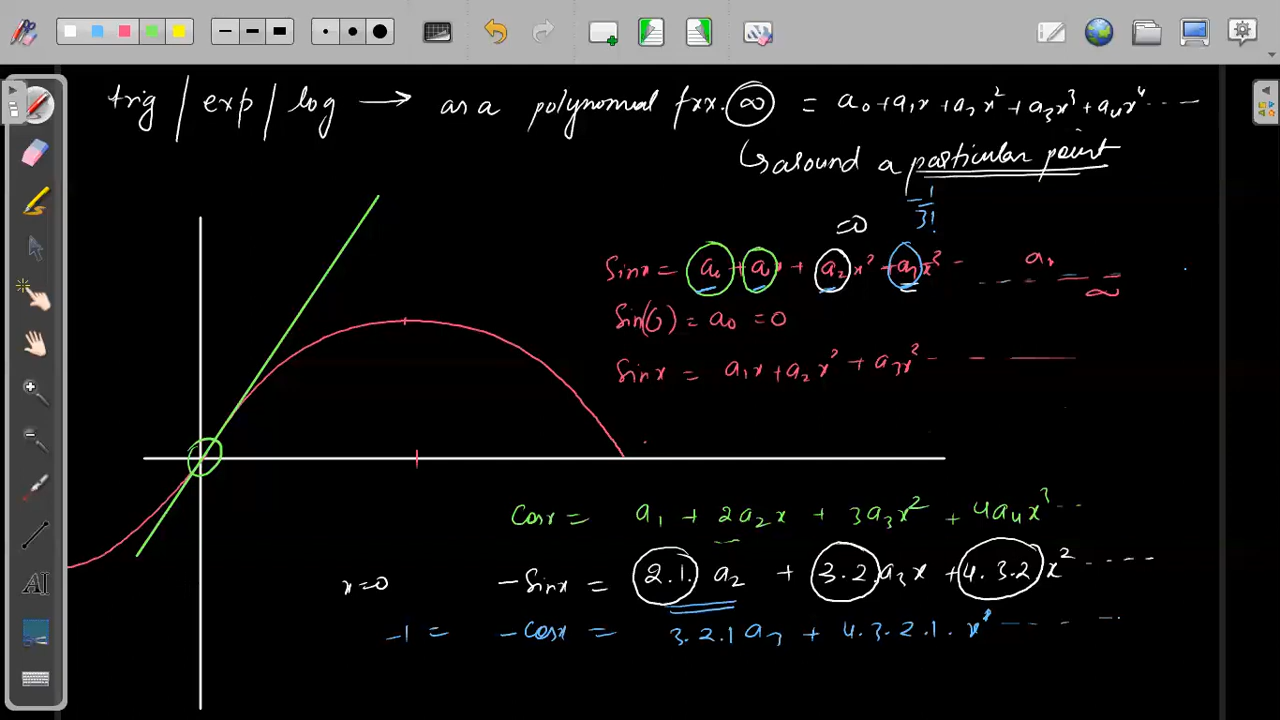 trig / exp / log → as a polynomial fxx. ∞ = a₀+a₁x+a₂x²+a₃x³+a₄x⁴....
↳ around a particular point
-1/3!
=0
Sinx = a₀ + a₁x + a₂x² + a₃x³ - ....
∞
Sin(0) = a₀ = 0
Sinx = a₁x + a₂x² + a₃x³ - - —
Cosx = a₁ + 2a₂x + 3a₃x² + 4a₄x³...
x=0 -Sinx = 2.1. a₂ + 3.2.a₃x + 4.3.2 x² ....
-1 = -Cosx = 3.2.1 a₃ + 4.3.2.1. x ....